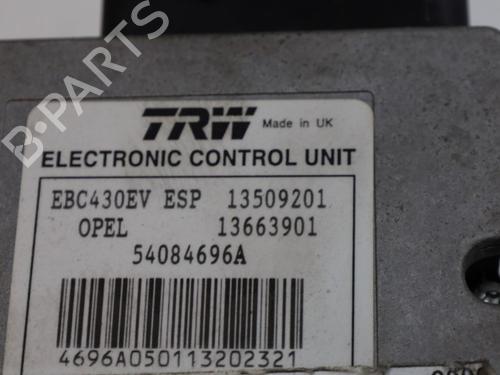 TRW Made in UK
ELECTRONIC CONTROL UNIT
EBC430EV ESP 13509201
OPEL 13663901
54084696A
4696A050113202321
B-PARTS